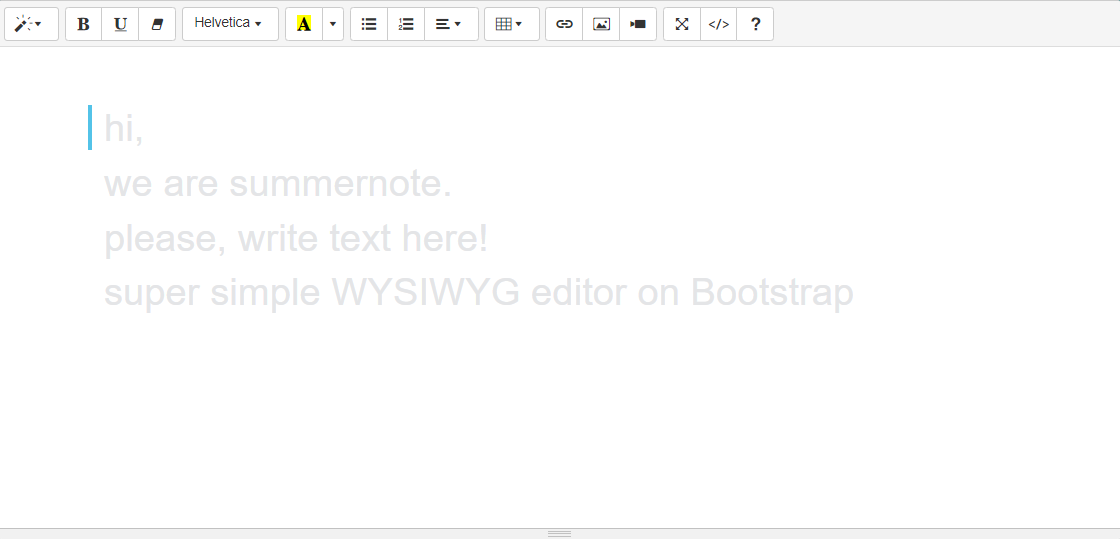 B U Helvetica A </> ?
hi,
we are summernote.
please, write text here!
super simple WYSIWYG editor on Bootstrap